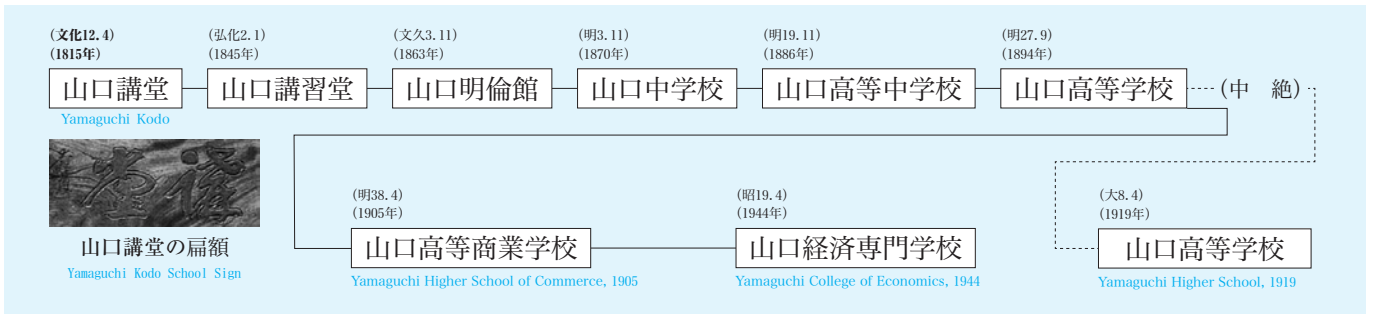 (文化12. 4)
(1815年)
山口講堂
Yamaguchi Kodo
(弘化2. 1)
(1845年)
山口講習堂
(文久3. 11)
(1863年)
山口明倫館
(明3. 11)
(1870年)
山口中学校
(明19. 11)
(1886年)
山口高等中学校
(明27. 9)
(1894年)
山口高等学校
(中 絶)
講堂
山口講堂の扁額
Yamaguchi Kodo School Sign
(明38. 4)
(1905年)
山口高等商業学校
Yamaguchi Higher School of Commerce, 1905
(昭19. 4)
(1944年)
山口経済専門学校
Yamaguchi College of Economics, 1944
(大8. 4)
(1919年)
山口高等学校
Yamaguchi Higher School, 1919